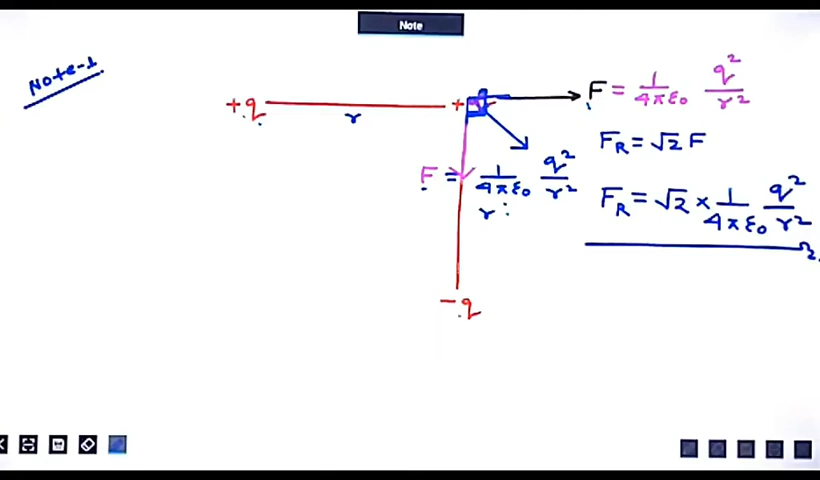 Note
Note-1
+q
r
+
F = 1/4πε₀ q²/r²
F_R = √2 F
F = 1/4πε₀ q²/r²
r
F_R = √2 × 1/4πε₀ q²/r²
-q